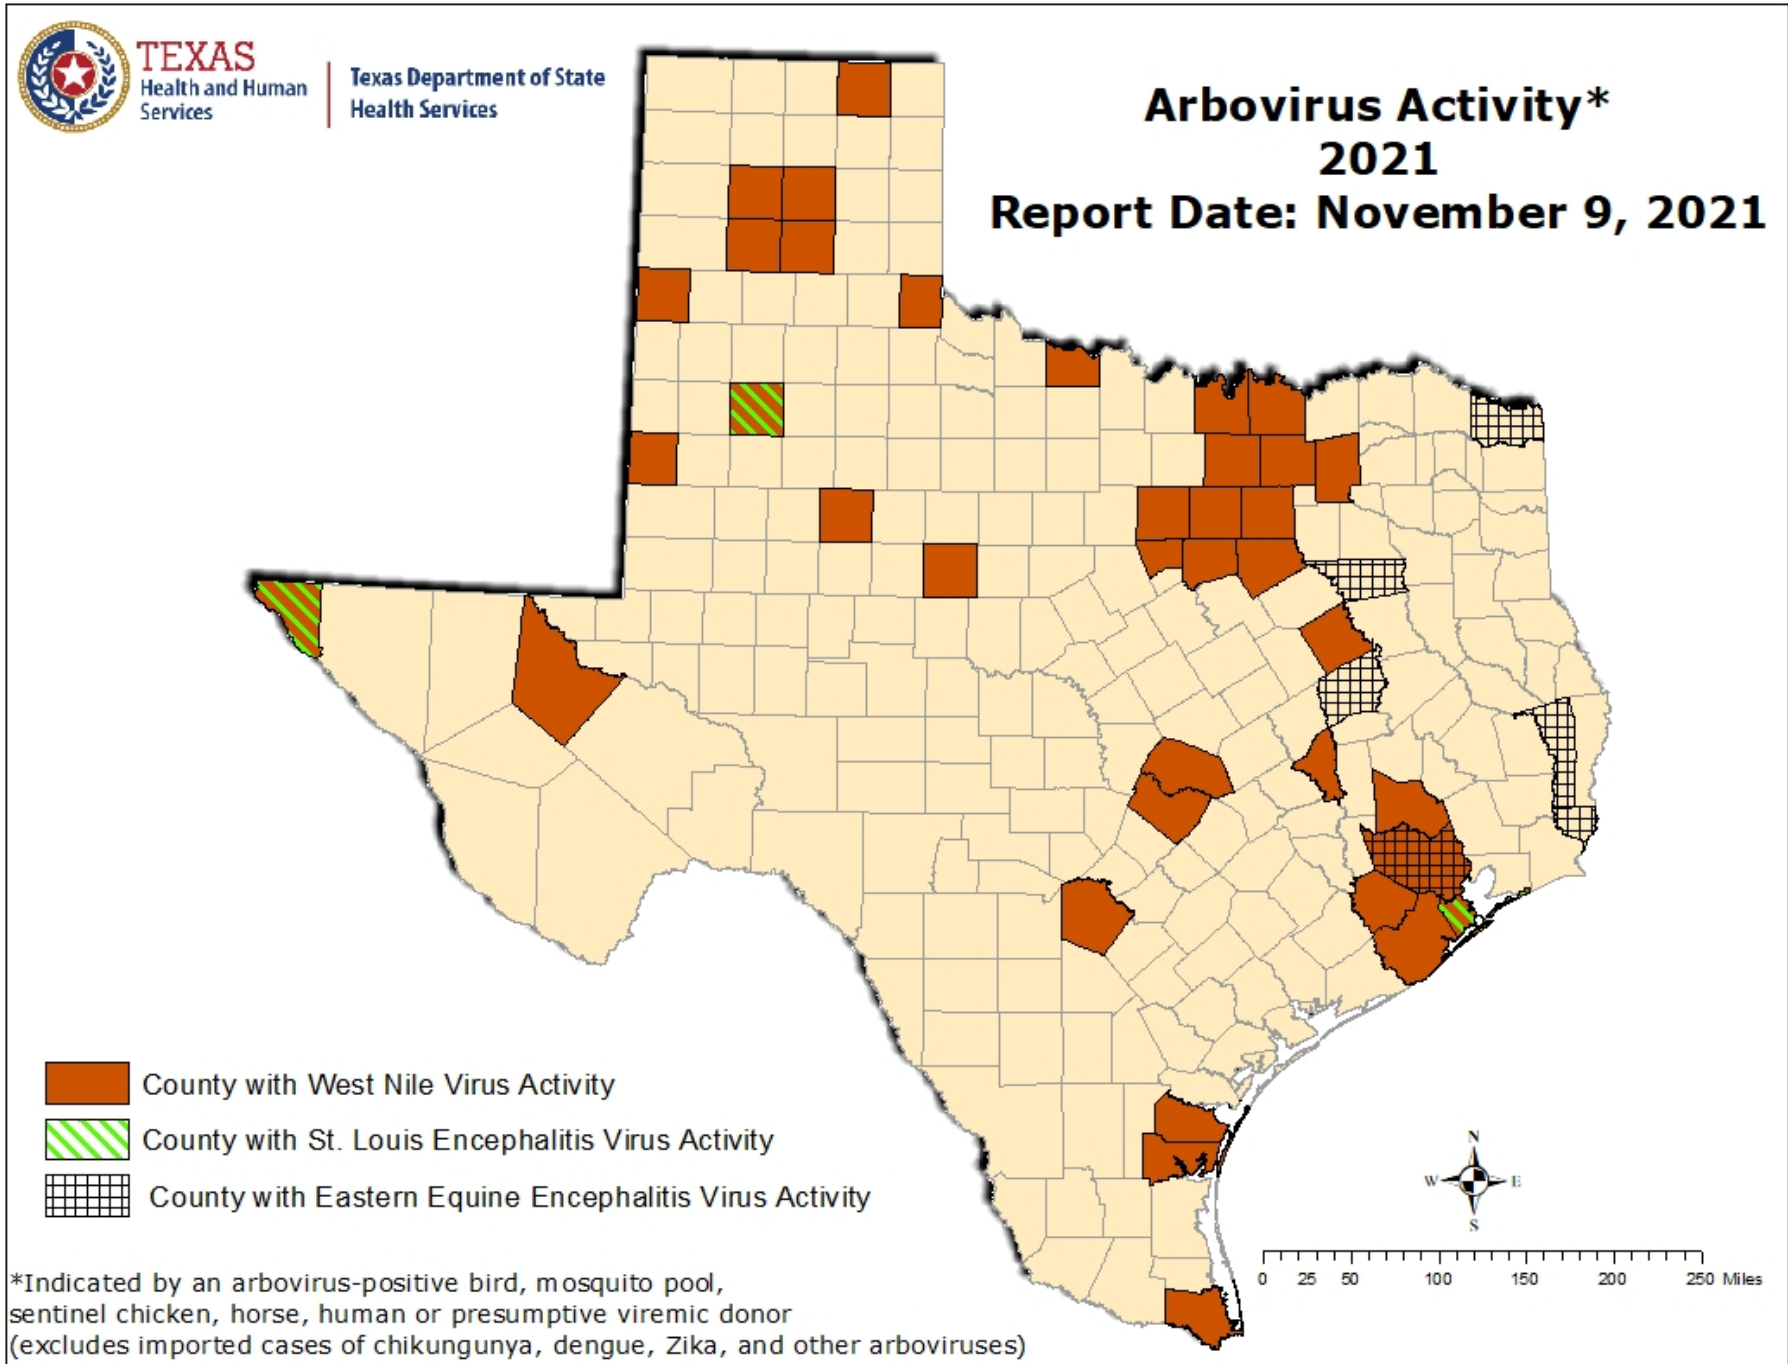 TEXAS
Health and Human
Services
Texas Department of State
Health Services
Arbovirus Activity*
2021
Report Date: November 9, 2021
County with West Nile Virus Activity
County with St. Louis Encephalitis Virus Activity
County with Eastern Equine Encephalitis Virus Activity
*Indicated by an arbovirus-positive bird, mosquito pool,
sentinel chicken, horse, human or presumptive viremic donor
(excludes imported cases of chikungunya, dengue, Zika, and other arboviruses)
N
W E
S
0 25 50 100 150 200 250 Miles